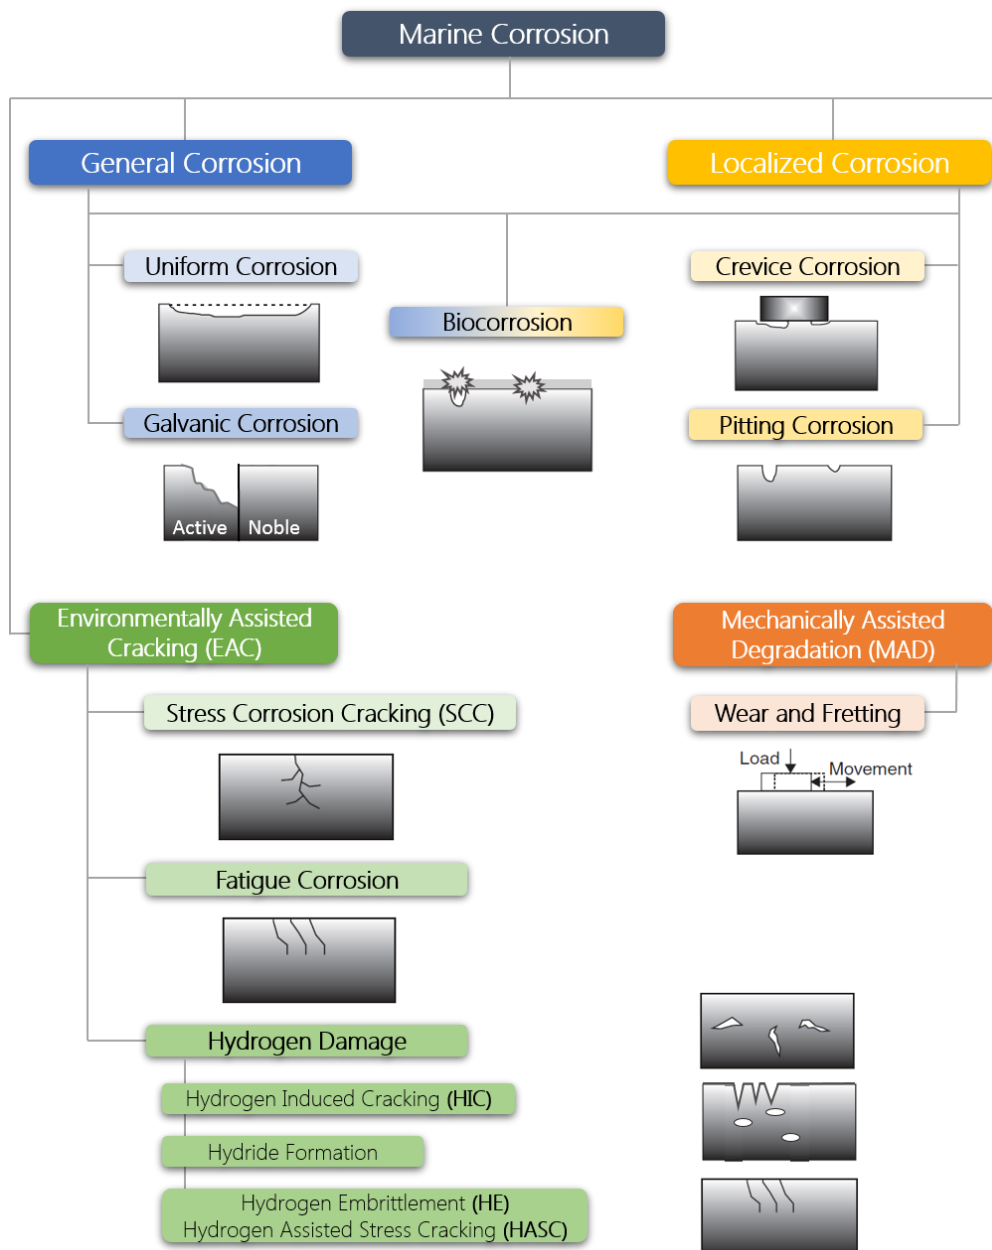 Marine Corrosion
General Corrosion
Localized Corrosion
Uniform Corrosion
Crevice Corrosion
Biocorrosion
Galvanic Corrosion
Pitting Corrosion
Active
Noble
Environmentally Assisted
Cracking (EAC)
Mechanically Assisted
Degradation (MAD)
Stress Corrosion Cracking (SCC)
Wear and Fretting
Load
Movement
Fatigue Corrosion
Hydrogen Damage
Hydrogen Induced Cracking (HIC)
Hydride Formation
Hydrogen Embrittlement (HE)
Hydrogen Assisted Stress Cracking (HASC)